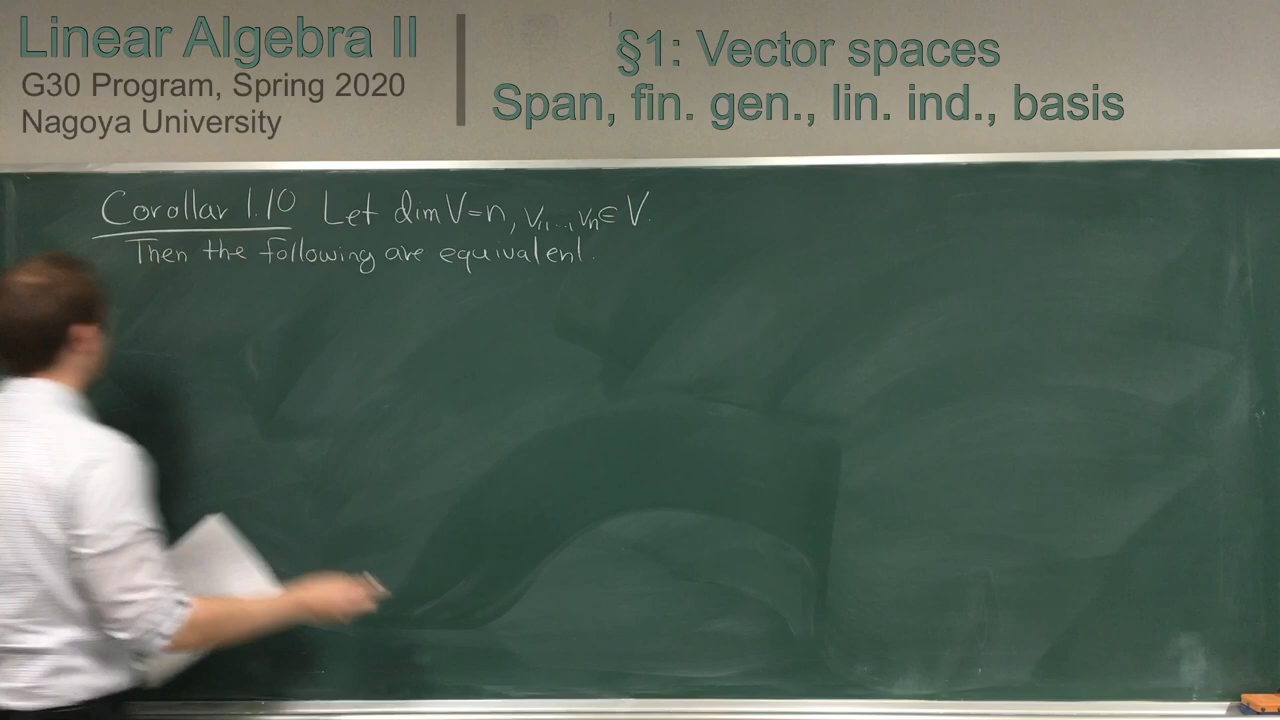 Linear Algebra II
G30 Program, Spring 2020
Nagoya University
§1: Vector spaces
Span, fin. gen., lin. ind., basis
Corollar 1.10 Let dim V=n, v₁,...,vₙ∈V.
Then the following are equivalent.